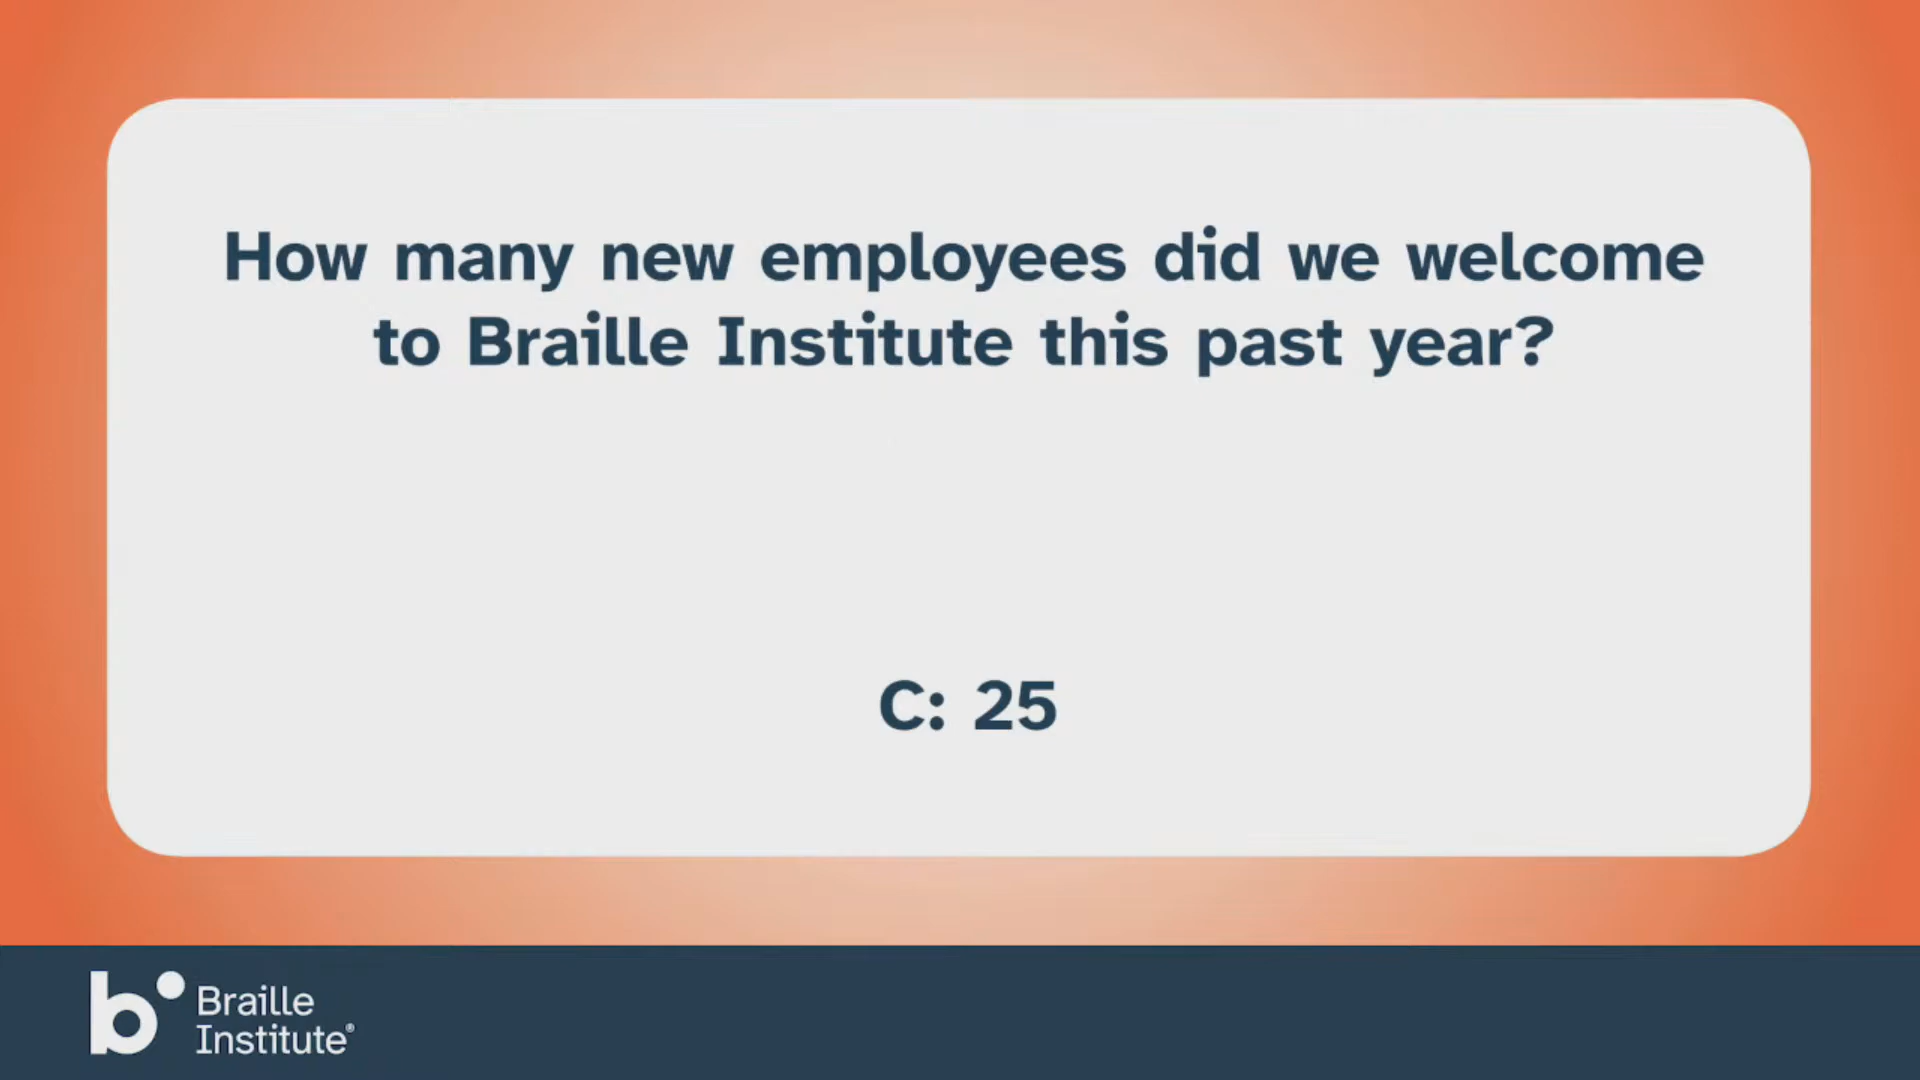 How many new employees did we welcome
to Braille Institute this past year?
C: 25
b
Braille
Institute®